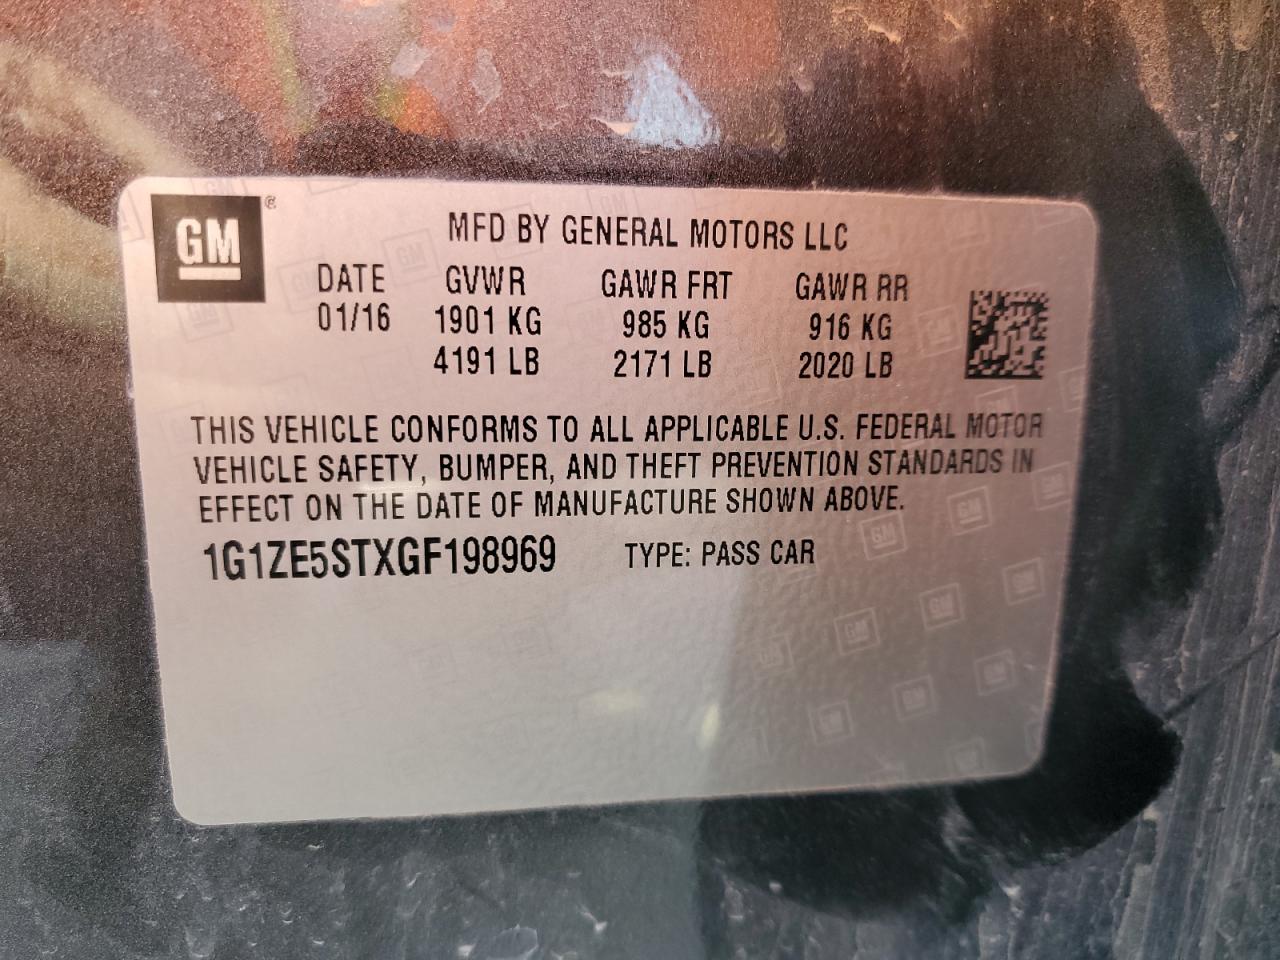 GM®
MFD BY GENERAL MOTORS LLC
DATE GVWR GAWR FRT GAWR RR
01/16 1901 KG 985 KG 916 KG
4191 LB 2171 LB 2020 LB
THIS VEHICLE CONFORMS TO ALL APPLICABLE U.S. FEDERAL MOTOR
VEHICLE SAFETY, BUMPER, AND THEFT PREVENTION STANDARDS IN
EFFECT ON THE DATE OF MANUFACTURE SHOWN ABOVE.
1G1ZE5STXGF198969 TYPE: PASS CAR